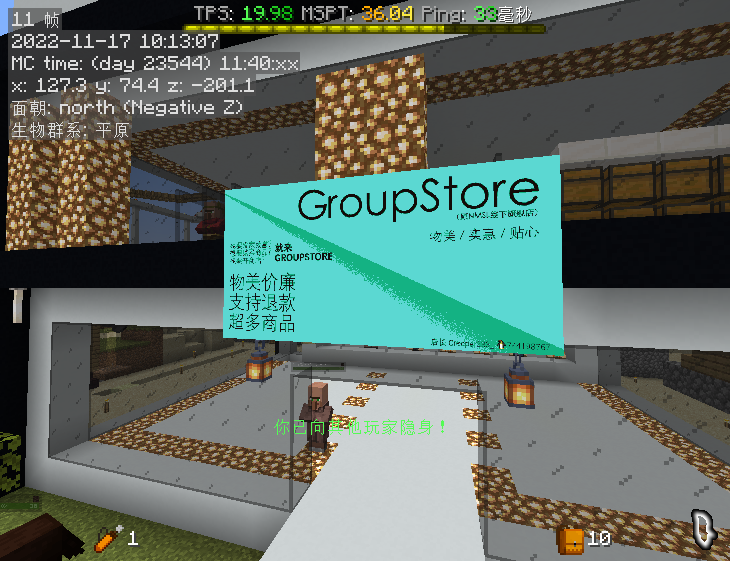 TPS: 19.98 MSPT: 36.04 Ping: 38毫秒
11 帧
2022-11-17 10:13:07
MC time: (day 23544) 11:40:xx
x: 127.3 y: 74.4 z: -201.1
面朝: north (Negative Z)
生物群系: 平原
GroupStore
物美 / 实惠 / 贴心
就来
GROUPSTORE
物美价廉
支持退款
超多商品
你已向其他玩家隐身！
1
10